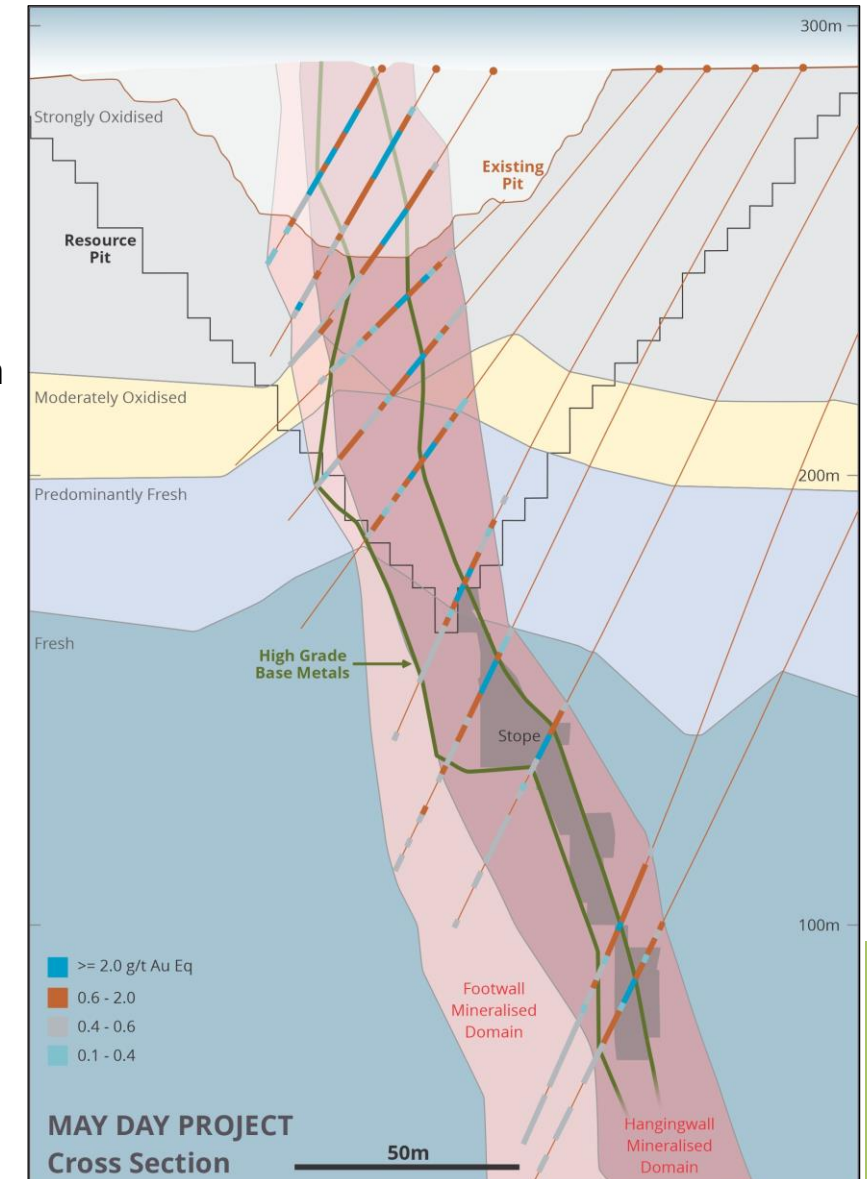 300m
Strongly Oxidised
Existing
Pit
Resource
Pit
Moderately Oxidised
200m
Predominantly Fresh
Fresh
High Grade
Base Metals
Stope
100m
>= 2.0 g/t Au Eq
0.6 - 2.0
0.4 - 0.6
0.1 - 0.4
Footwall
Mineralised
Domain
Hangingwall
Mineralised
Domain
MAY DAY PROJECT
Cross Section
50m